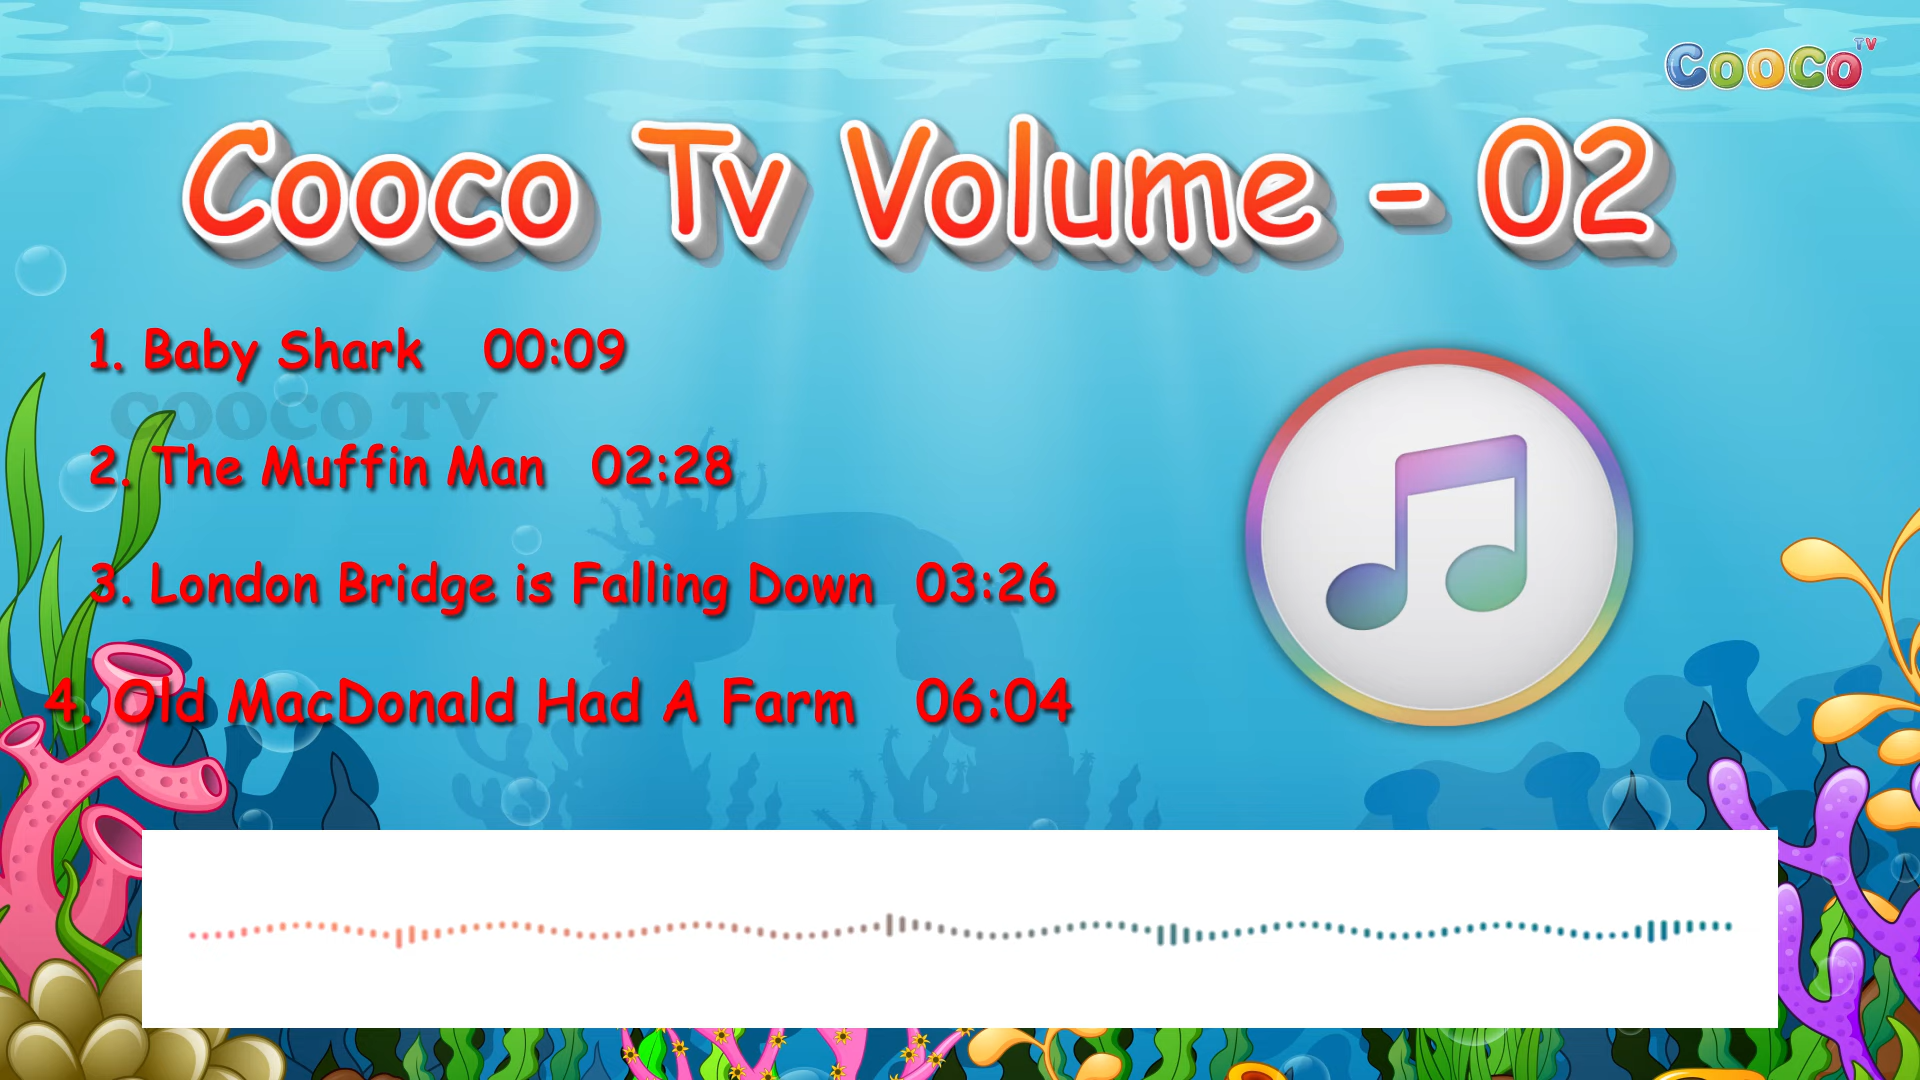 CooCo TV
Cooco Tv Volume - 02
1. Baby Shark 00:09
COOCO TV
2. The Muffin Man 02:28
3. London Bridge is Falling Down 03:26
4. Old MacDonald Had A Farm 06:04